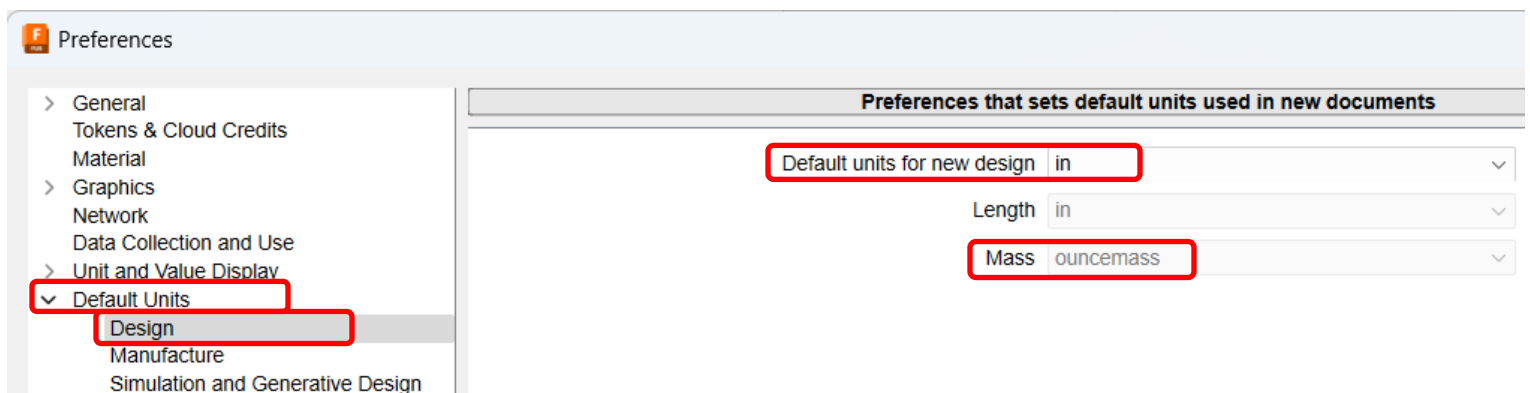 Preferences
General
Tokens & Cloud Credits
Material
Graphics
Network
Data Collection and Use
Unit and Value Display
Default Units
Design
Manufacture
Simulation and Generative Design
Preferences that sets default units used in new documents
Default units for new design in
Length in
Mass ouncemass